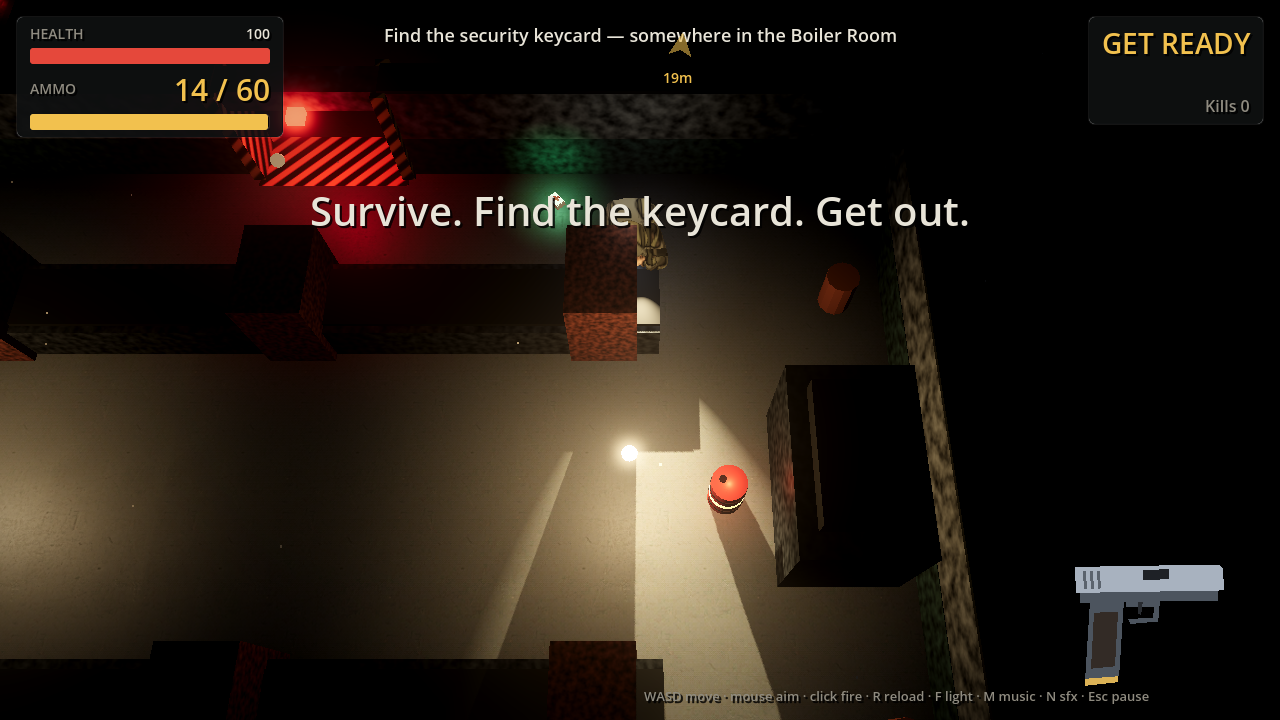 HEALTH 100
AMMO 14 / 60
Find the security keycard — somewhere in the Boiler Room
19m
GET READY
Kills 0
Survive. Find the keycard. Get out.
WASD move · mouse aim · click fire · R reload · F light · M music · N sfx · Esc pause